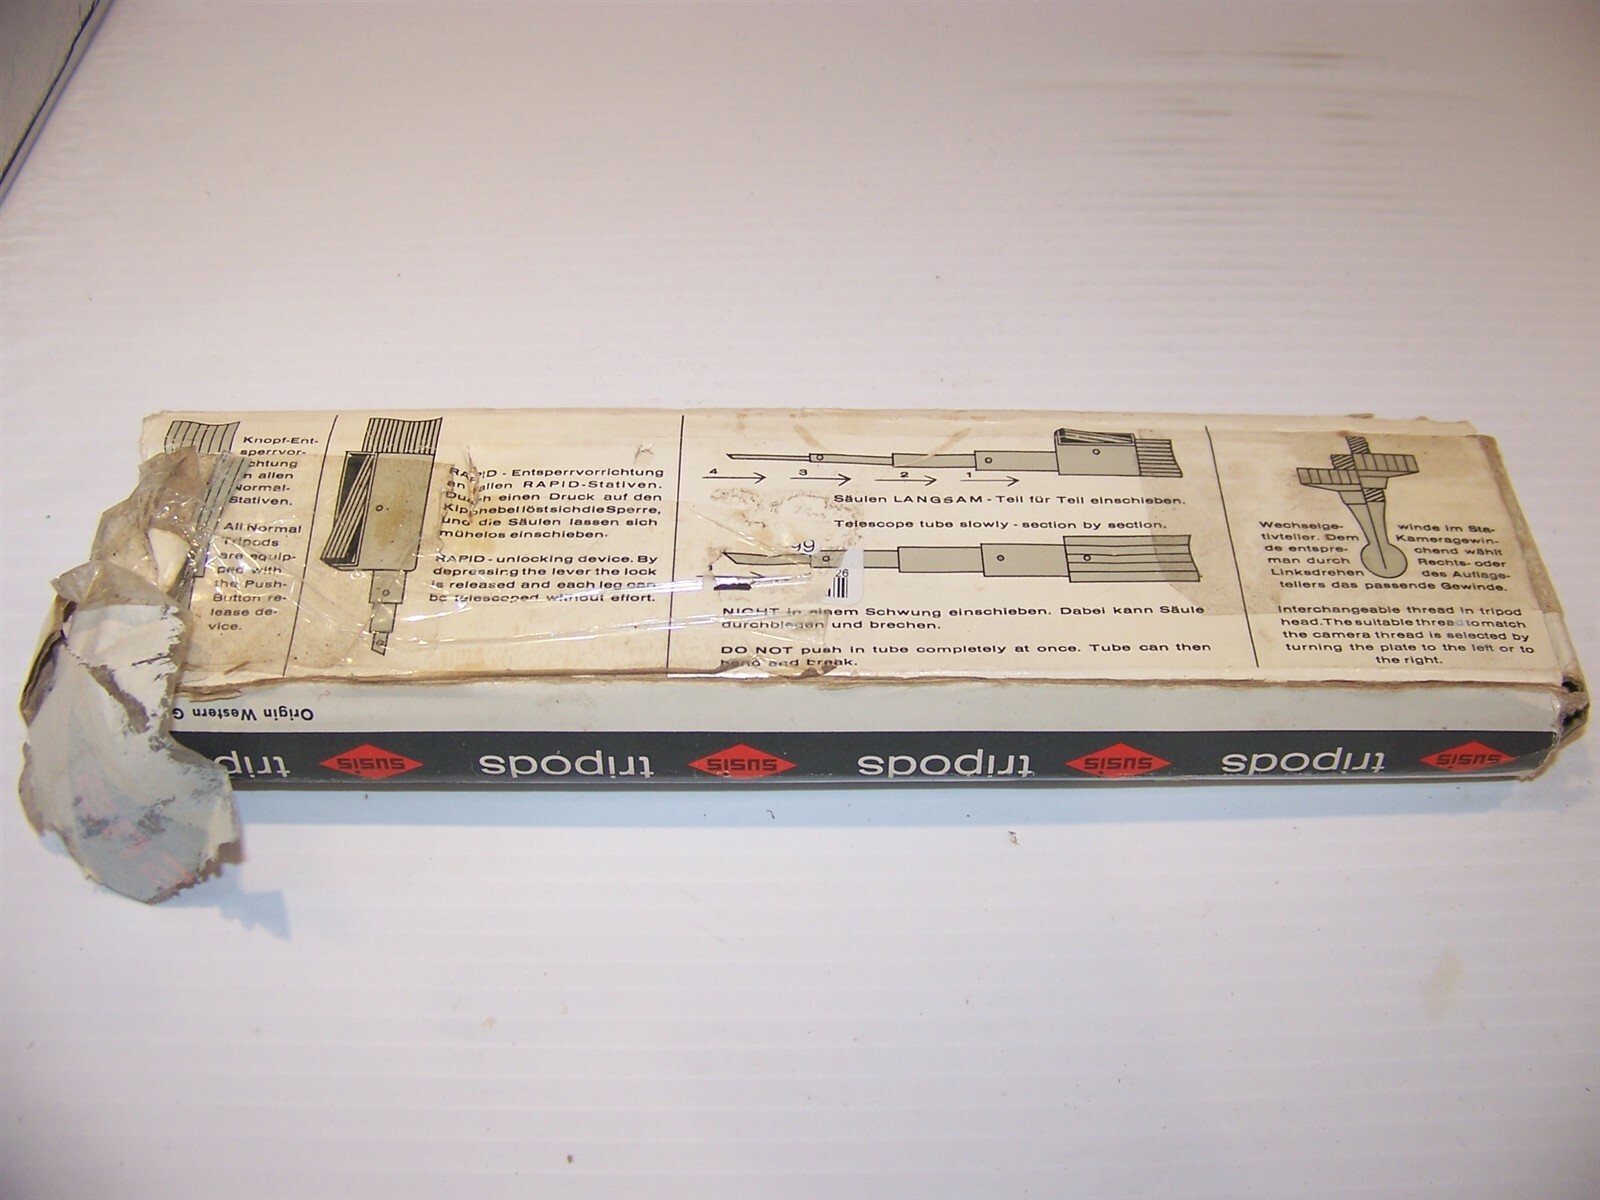 Knopf-Ent-
sperrvor-
chtung
n allen
Normal-
Stativen.
All Normal
Tripods
are equip-
ped with
the Push-
Button re-
lease de-
vice.
RAPID - Entsperrvorrichtung
an allen RAPID-Stativen.
Durch einen Druck auf den
Kipphebel löst sich die Sperre,
und die Säulen lassen sich
mühelos einschieben.
RAPID - unlocking device. By
depressing the lever the lock
is released and each leg can
be telescoped without effort.
4 3 2 1
Säulen LANGSAM - Teil für Teil einschieben.
Telescope tube slowly - section by section.
99
26
NICHT in einem Schwung einschieben. Dabei kann Säule
durchbiegen und brechen.
DO NOT push in tube completely at once. Tube can then
bend and break.
Wechselge- winde im Sta-
tivteller. Dem Kameragewin-
de entspre- chend wählt
man durch Rechts- oder
Linksdrehen des Auflage-
tellers das passende Gewinde.
Interchangeable thread in tripod
head. The suitable thread to match
the camera thread is selected by
turning the plate to the left or to
the right.
Origin Western G
susis tripods susis tripods susis tripods susis trip